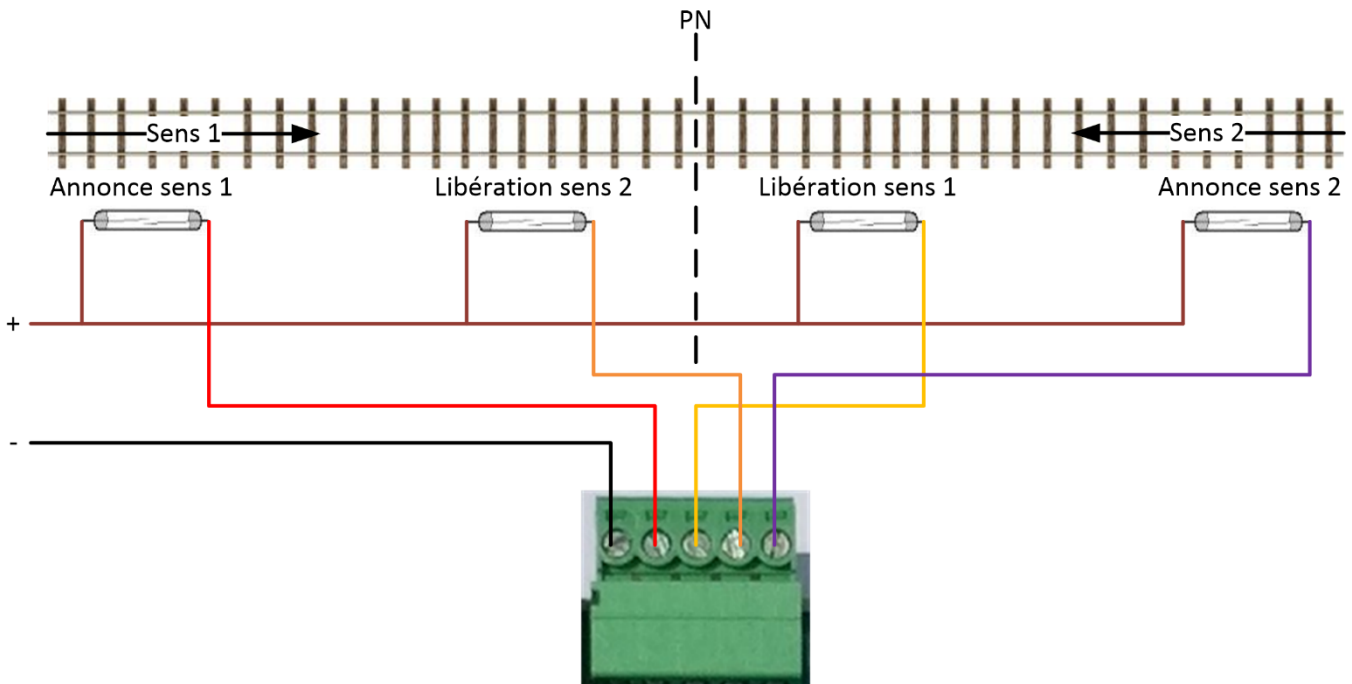 PN
Sens 1
Sens 2
Annonce sens 1
Libération sens 2
Libération sens 1
Annonce sens 2
+
-